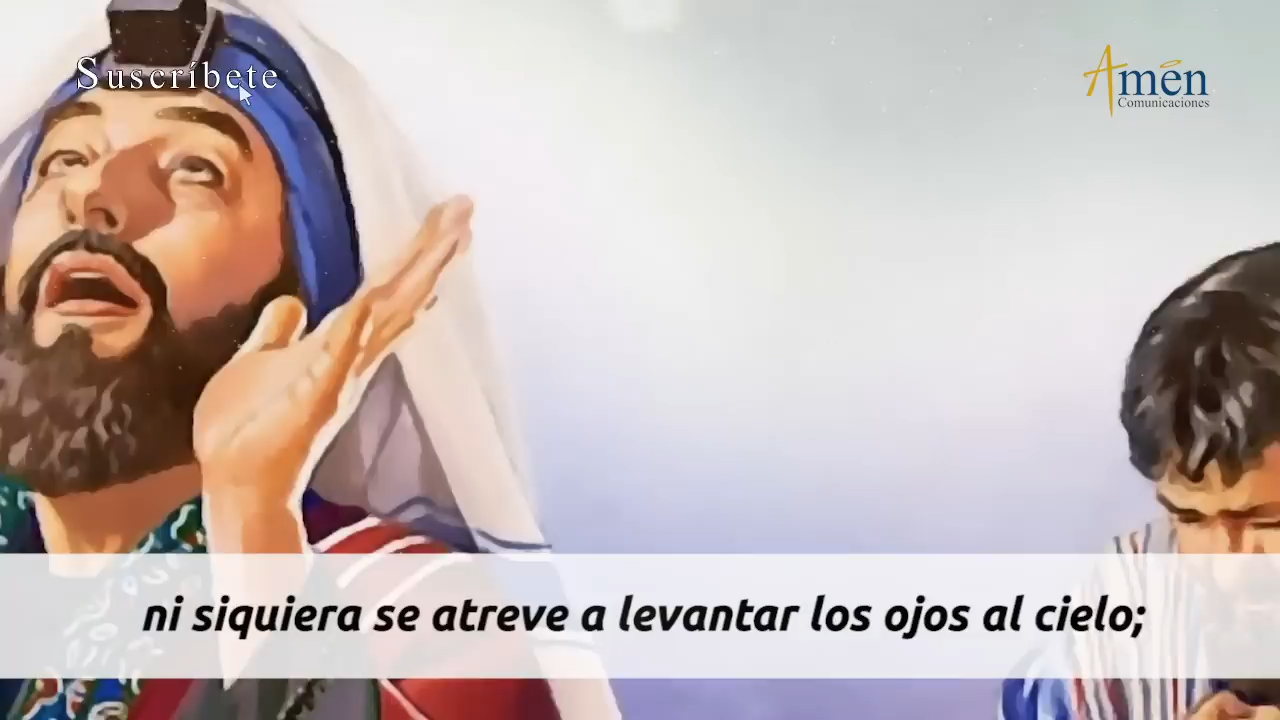 Suscríbete
Amén
Comunicaciones
ni siquiera se atreve a levantar los ojos al cielo;